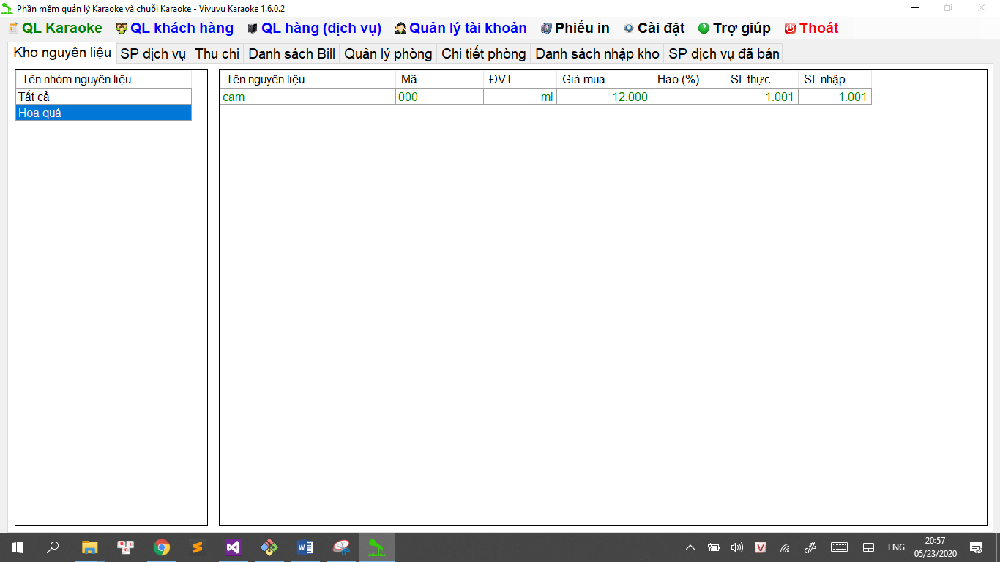 Phần mềm quản lý Karaoke và chuỗi Karaoke - Vivuvu Karaoke 1.6.0.2
QL Karaoke QL khách hàng QL hàng (dịch vụ) Quản lý tài khoản Phiếu in Cài đặt Trợ giúp Thoát
Kho nguyên liệu SP dịch vụ Thu chi Danh sách Bill Quản lý phòng Chi tiết phòng Danh sách nhập kho SP dịch vụ đã bán
Tên nhóm nguyên liệu
Tất cả
Hoa quả
Tên nguyên liệu Mã ĐVT Giá mua Hao (%) SL thực SL nhập
cam 000 ml 12.000 1.001 1.001
ENG
20:57
05/23/2020